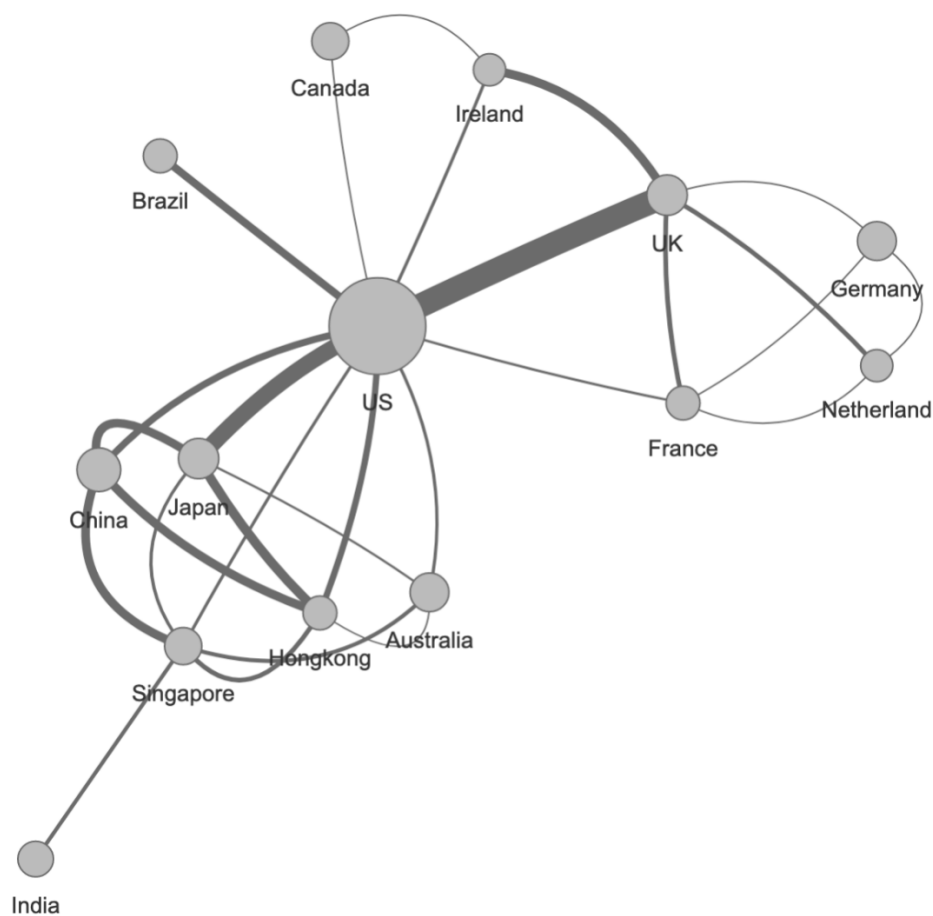 Canada
Ireland
Brazil
UK
Germany
US
Netherland
France
Japan
China
Australia
Hongkong
Singapore
India